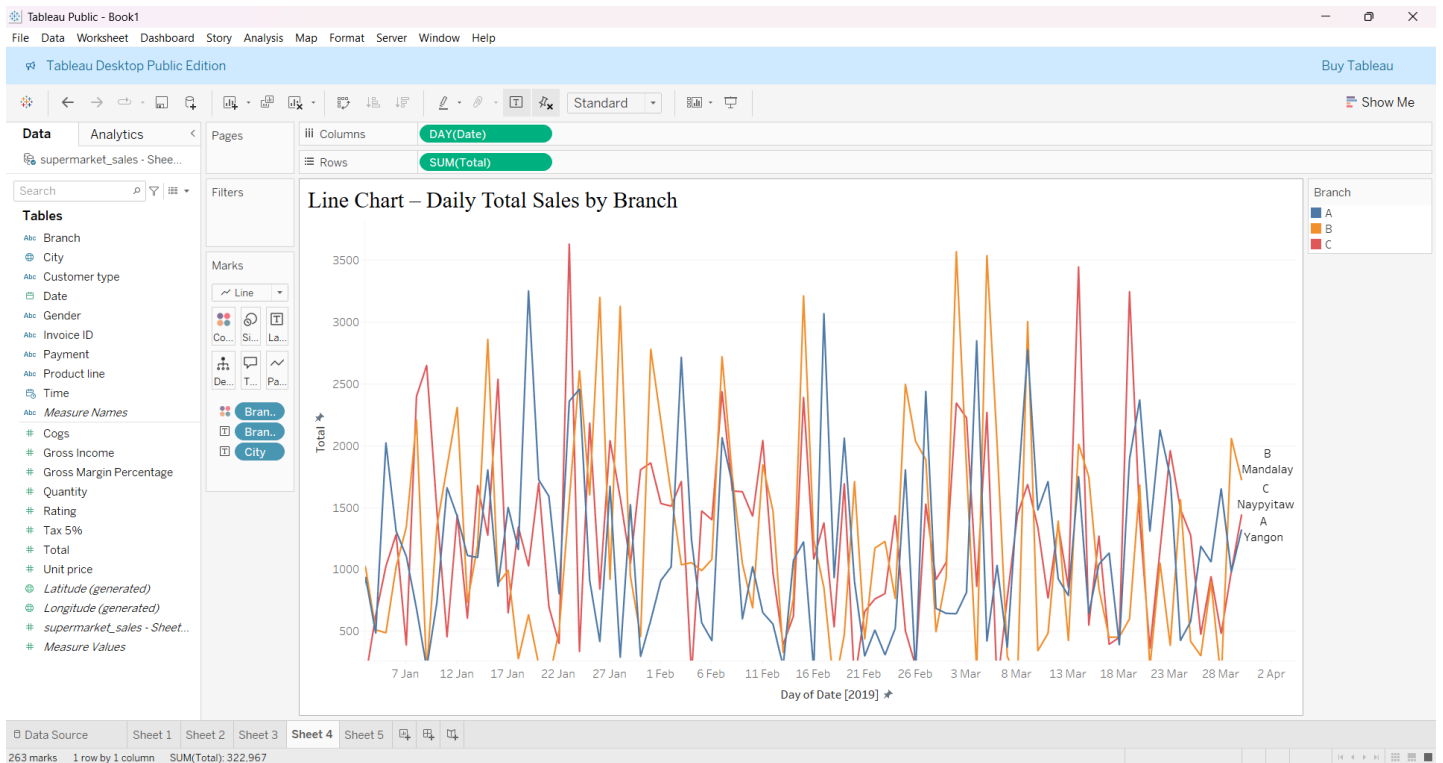 Tableau Public - Book1
File Data Worksheet Dashboard Story Analysis Map Format Server Window Help
Tableau Desktop Public Edition
Buy Tableau
Standard
Show Me
Data Analytics
supermarket_sales - Shee...
Search
Tables
Abc Branch
City
Abc Customer type
Date
Abc Gender
Abc Invoice ID
Abc Payment
Abc Product line
Time
Abc Measure Names
# Cogs
# Gross Income
# Gross Margin Percentage
# Quantity
# Rating
# Tax 5%
# Total
# Unit price
Latitude (generated)
Longitude (generated)
# supermarket_sales - Sheet...
# Measure Values
Pages
Filters
Marks
Line
Co... Si... La...
De... T... Pa...
Bran..
Bran..
City
Columns DAY(Date)
Rows SUM(Total)
Line Chart – Daily Total Sales by Branch
Total
3500
3000
2500
2000
1500
1000
500
B
Mandalay
C
Naypyitaw
A
Yangon
7 Jan 12 Jan 17 Jan 22 Jan 27 Jan 1 Feb 6 Feb 11 Feb 16 Feb 21 Feb 26 Feb 3 Mar 8 Mar 13 Mar 18 Mar 23 Mar 28 Mar 2 Apr
Day of Date [2019]
Branch
A
B
C
Data Source Sheet 1 Sheet 2 Sheet 3 Sheet 4 Sheet 5
263 marks 1 row by 1 column SUM(Total): 322,967